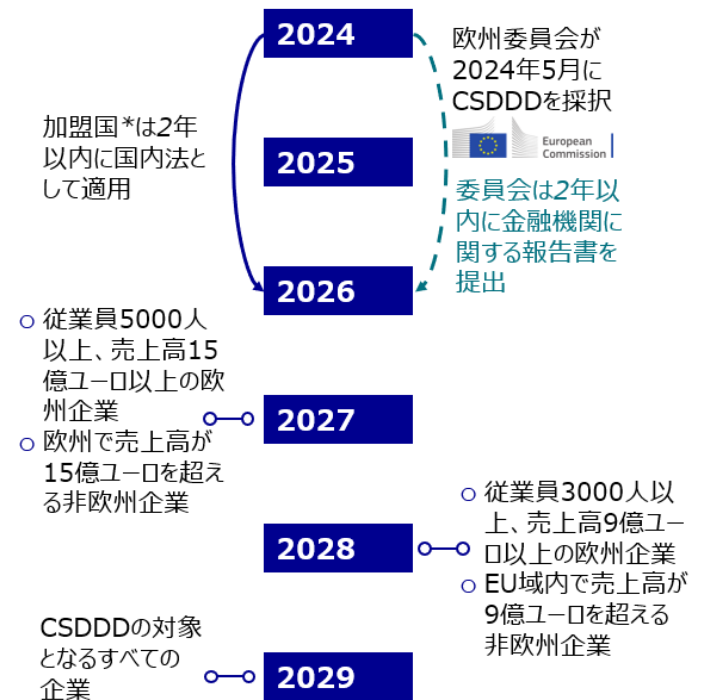 2024
欧州委員会が
2024年5月に
CSDDDを採択
European
Commission
加盟国*は2年
以内に国内法と
して適用
2025
委員会は2年以
内に金融機関に
関する報告書を
提出
2026
従業員5000人
以上、売上高15
億ユーロ以上の欧
州企業
欧州で売上高が
15億ユーロを超え
る非欧州企業
2027
従業員3000人以
上、売上高9億ユー
ロ以上の欧州企業
EU域内で売上高が
9億ユーロを超える
非欧州企業
2028
CSDDDの対象
となるすべての
企業
2029